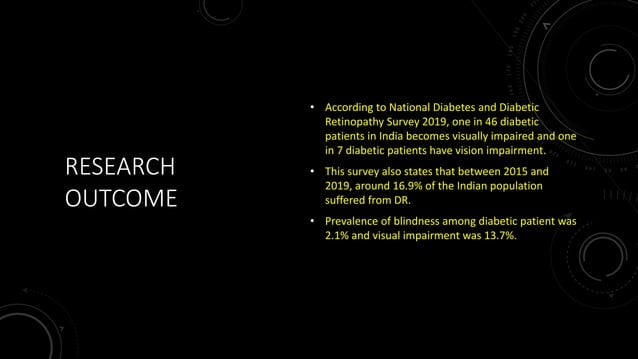 RESEARCH
OUTCOME
• According to National Diabetes and Diabetic
Retinopathy Survey 2019, one in 46 diabetic
patients in India becomes visually impaired and one
in 7 diabetic patients have vision impairment.
• This survey also states that between 2015 and
2019, around 16.9% of the Indian population
suffered from DR.
• Prevalence of blindness among diabetic patient was
2.1% and visual impairment was 13.7%.